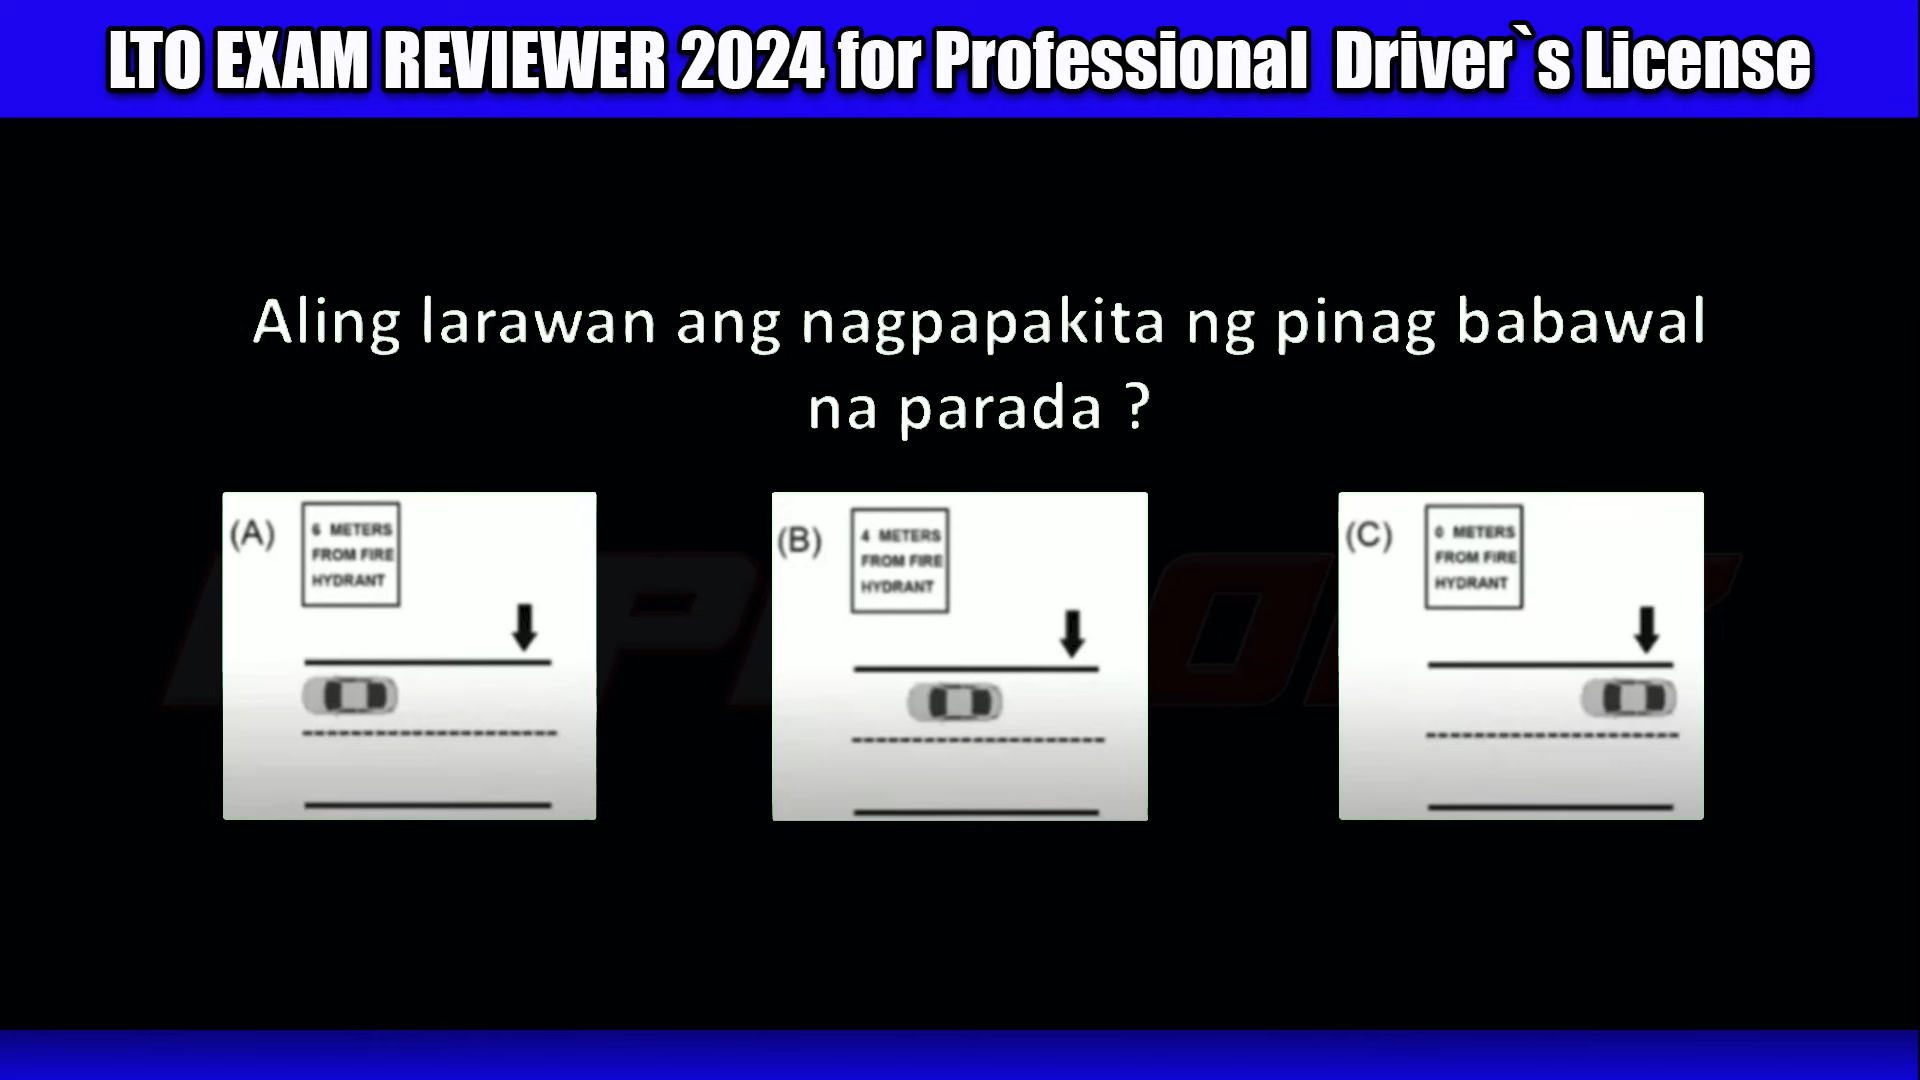 LTO EXAM REVIEWER 2024 for Professional Driver`s License
Aling larawan ang nagpapakita ng pinag babawal
na parada ?
(A)
6 METERS
FROM FIRE
HYDRANT
(B)
4 METERS
FROM FIRE
HYDRANT
(C)
0 METERS
FROM FIRE
HYDRANT